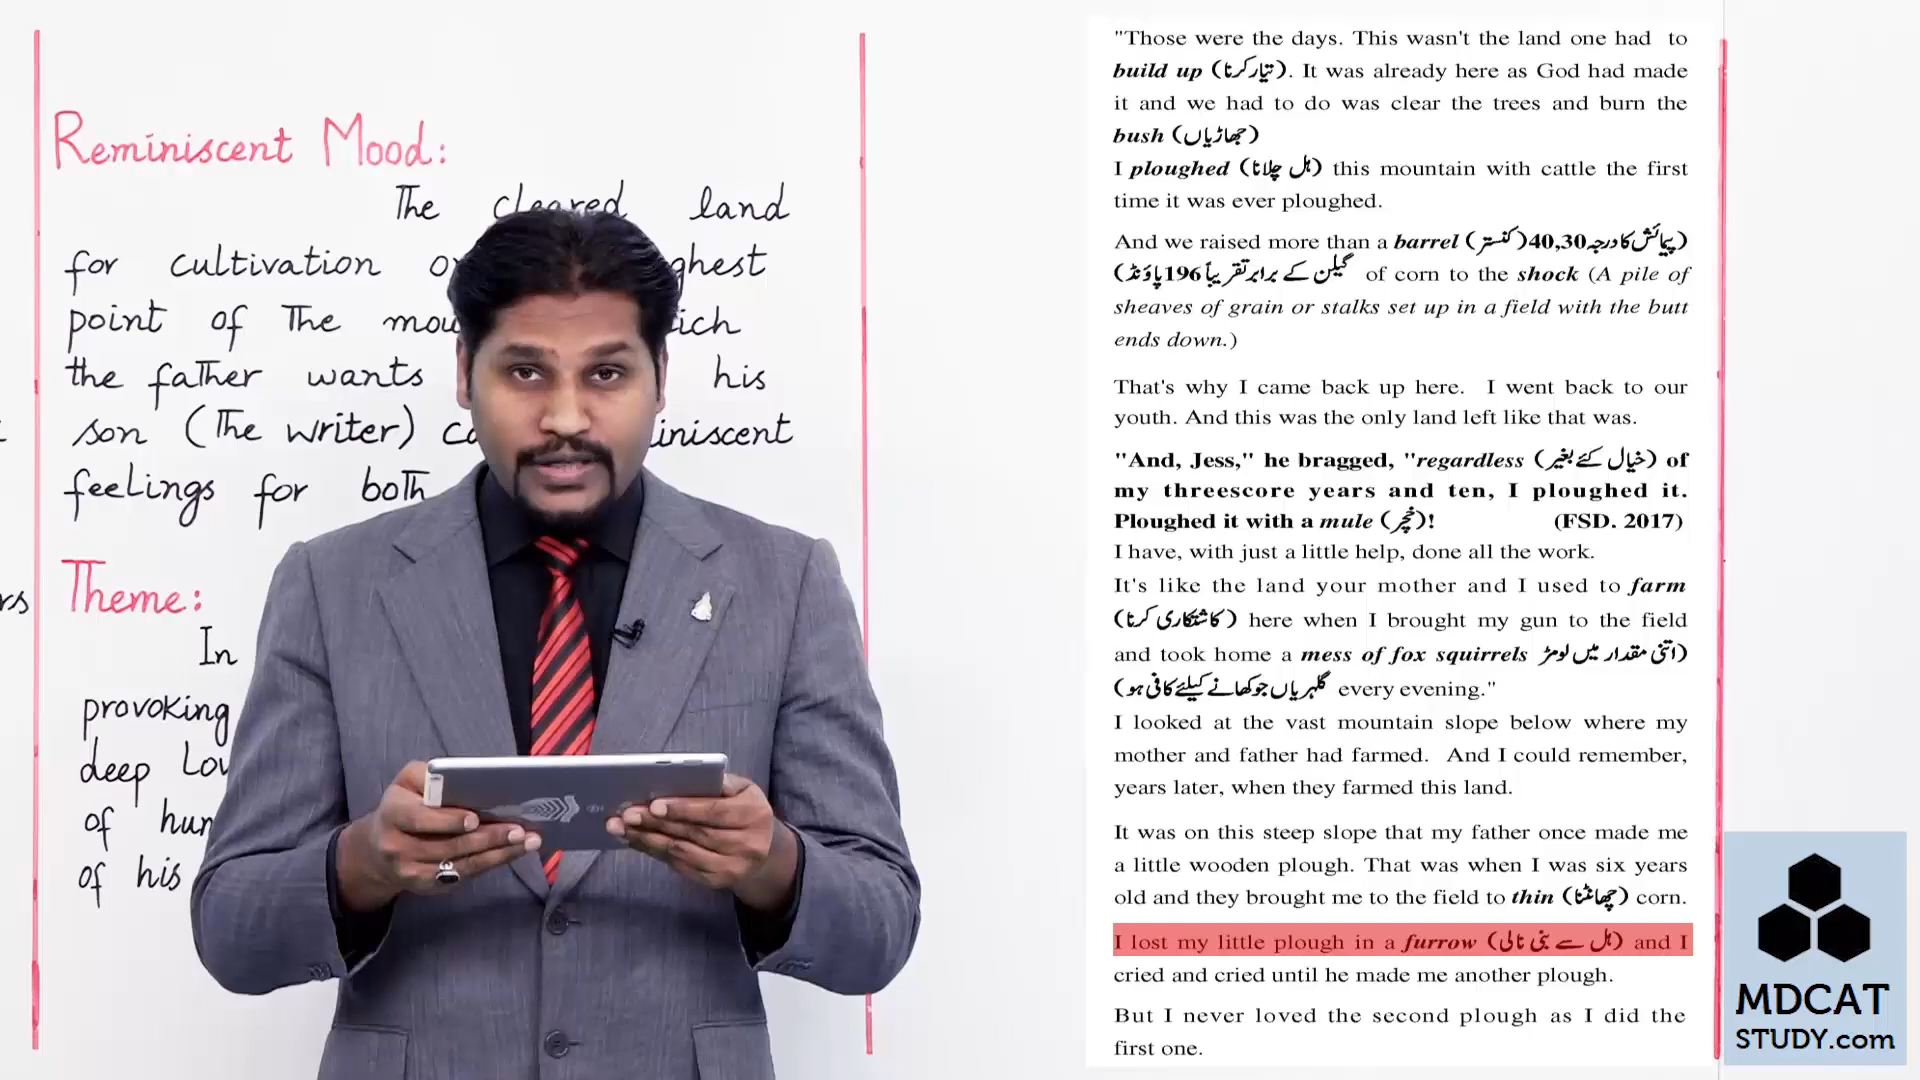 Reminiscent Mood:
The cleared land
for cultivation
point of The
the father wants his
son (The writer)
feelings for both
Theme:
In
provoking
deep
of
of his
"Those were the days. This wasn't the land one had to
build up (تیار کرنا). It was already here as God had made
it and we had to do was clear the trees and burn the
bush (جھاڑیاں)
I ploughed (ہل چلانا) this mountain with cattle the first
time it was ever ploughed.
And we raised more than a barrel (کنستر)40,30پیمائش کا درجہ)
گیلن کے برابر تقریباً 196پاؤنڈ) of corn to the shock (A pile of
sheaves of grain or stalks set up in a field with the butt
ends down.)
That's why I came back up here. I went back to our
youth. And this was the only land left like that was.
"And, Jess," he bragged, "regardless (خیال کئے بغیر) of
my threescore years and ten, I ploughed it.
Ploughed it with a mule (خچر)! (FSD. 2017)
I have, with just a little help, done all the work.
It's like the land your mother and I used to farm
(کاشتکاری کرنا) here when I brought my gun to the field
and took home a mess of fox squirrels اتنی مقدار میں لومڑ)
گلہریاں جو کھانے کیلئے کافی ہو) every evening."
I looked at the vast mountain slope below where my
mother and father had farmed. And I could remember,
years later, when they farmed this land.
It was on this steep slope that my father once made me
a little wooden plough. That was when I was six years
old and they brought me to the field to thin (چھانٹنا) corn.
I lost my little plough in a furrow (ہل سے بنی نالی) and I
cried and cried until he made me another plough.
But I never loved the second plough as I did the
first one.
MDCAT
STUDY.com